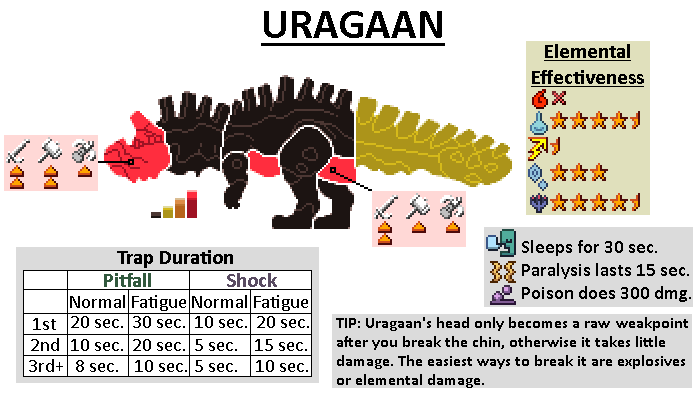 URAGAAN
Elemental
Effectiveness
Sleeps for 30 sec.
Paralysis lasts 15 sec.
Poison does 300 dmg.
Trap Duration
Pitfall Shock
Normal Fatigue Normal Fatigue
1st 20 sec. 30 sec. 10 sec. 20 sec.
2nd 10 sec. 20 sec. 5 sec. 15 sec.
3rd+ 8 sec. 10 sec. 5 sec. 10 sec.
TIP: Uragaan's head only becomes a raw weakpoint
after you break the chin, otherwise it takes little
damage. The easiest ways to break it are explosives
or elemental damage.